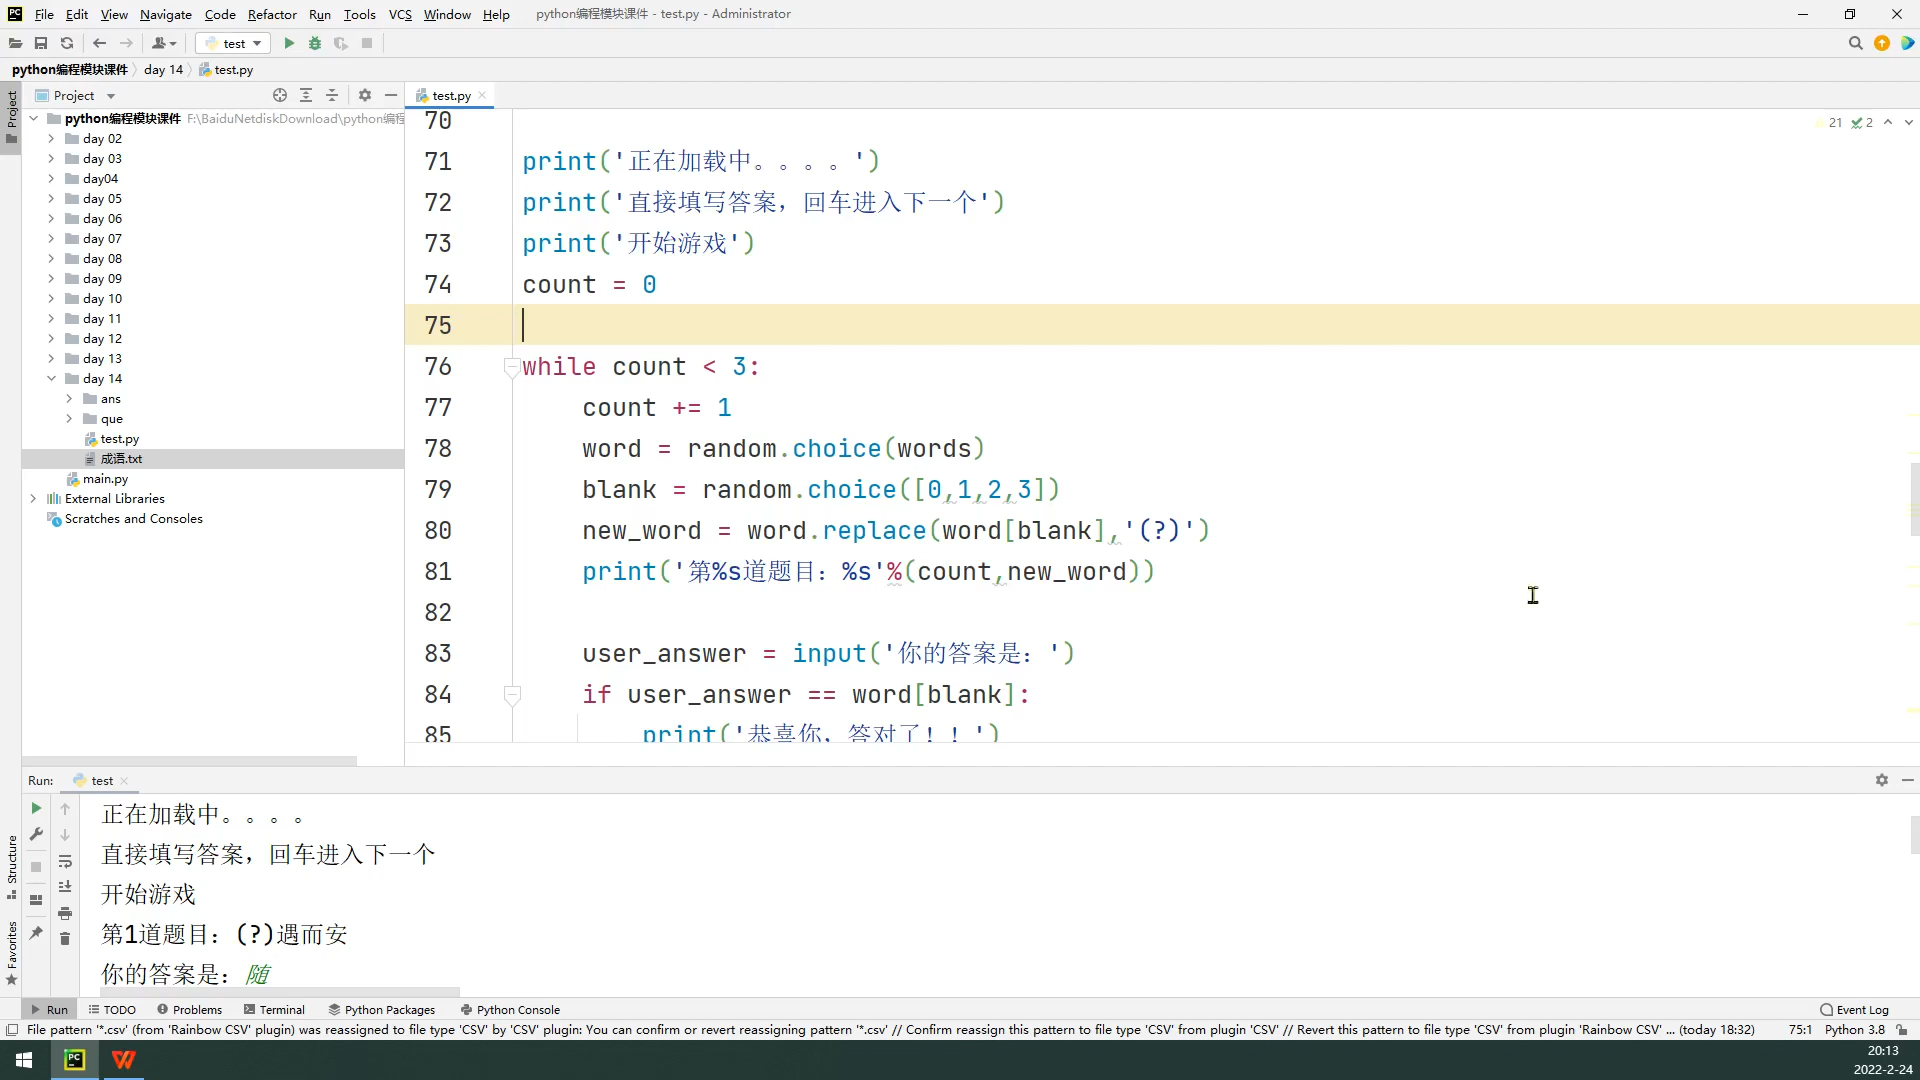 File Edit View Navigate Code Refactor Run Tools VCS Window Help python编程模块课件 - test.py - Administrator
test
python编程模块课件 day 14 test.py
Project
Project
test.py
python编程模块课件 F:\BaiduNetdiskDownload\python编程
day 02
day 03
day04
day 05
day 06
day 07
day 08
day 09
day 10
day 11
day 12
day 13
day 14
ans
que
test.py
成语.txt
main.py
External Libraries
Scratches and Consoles
21 2
70
71 print('正在加载中。。。。')
72 print('直接填写答案，回车进入下一个')
73 print('开始游戏')
74 count = 0
75
76 while count < 3:
77 count += 1
78 word = random.choice(words)
79 blank = random.choice([0,1,2,3])
80 new_word = word.replace(word[blank],'(?)')
81 print('第%s道题目：%s'%(count,new_word))
82
83 user_answer = input('你的答案是：')
84 if user_answer == word[blank]:
85 print('恭喜你，答对了！！')
Run: test
正在加载中。。。。
直接填写答案，回车进入下一个
开始游戏
第1道题目：(?)遇而安
你的答案是：随
Structure
Favorites
Run TODO Problems Terminal Python Packages Python Console Event Log
File pattern '*.csv' (from 'Rainbow CSV' plugin) was reassigned to file type 'CSV' by 'CSV' plugin: You can confirm or revert reassigning pattern '*.csv' // Confirm reassign this pattern to file type 'CSV' from plugin 'CSV' // Revert this pattern to file type 'CSV' from plugin 'Rainbow CSV' ... (today 18:32) 75:1 Python 3.8
20:13
2022-2-24